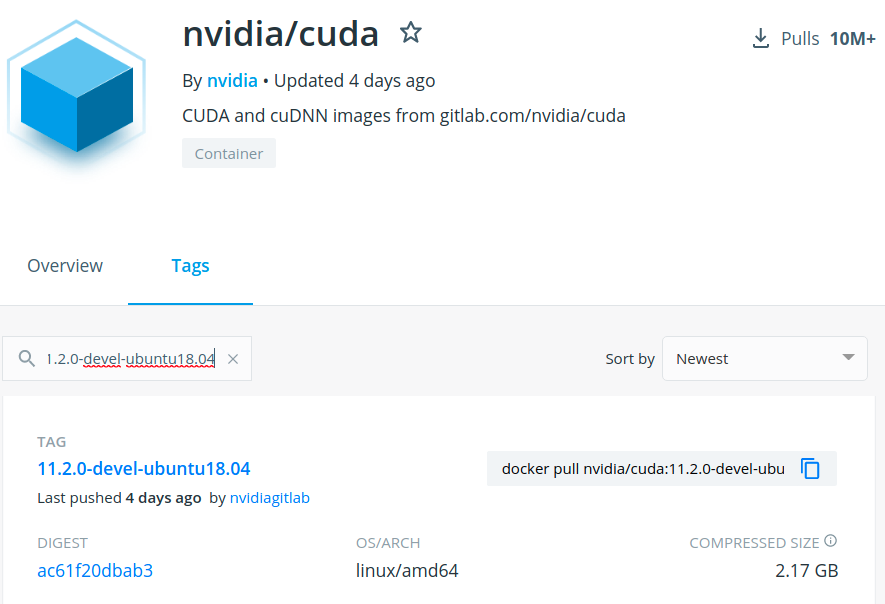 nvidia/cuda
Pulls 10M+
By nvidia • Updated 4 days ago
CUDA and cuDNN images from gitlab.com/nvidia/cuda
Container
Overview
Tags
1.2.0-devel-ubuntu18.04
Sort by
Newest
TAG
11.2.0-devel-ubuntu18.04
docker pull nvidia/cuda:11.2.0-devel-ubu
Last pushed 4 days ago by nvidiagitlab
DIGEST
OS/ARCH
COMPRESSED SIZE
ac61f20dbab3
linux/amd64
2.17 GB